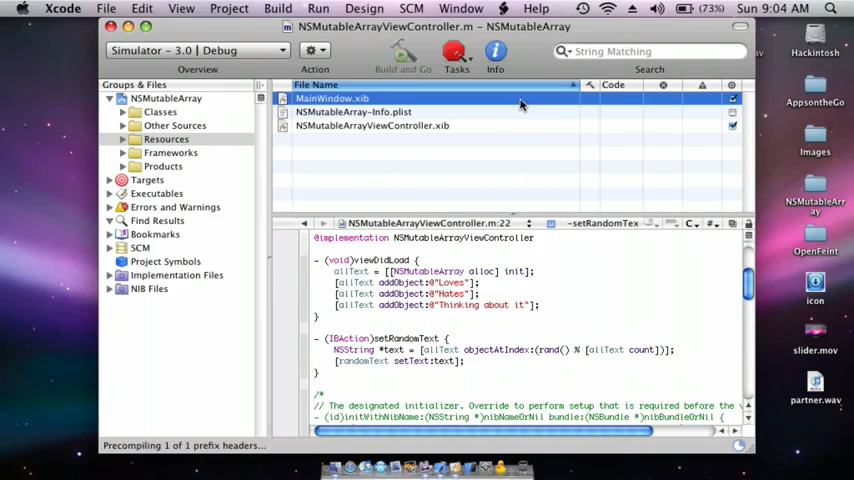 Xcode File Edit View Project Build Run Design SCM Window Help (73%) Sun 9:04 AM
NSMutableArrayViewController.m - NSMutableArray
Simulator - 3.0 | Debug
String Matching
Overview Action Build and Go Tasks Info Search
Groups & Files
File Name Code
NSMutableArray
Classes
Other Sources
Resources
Frameworks
Products
Targets
Executables
Errors and Warnings
Find Results
Bookmarks
SCM
Project Symbols
Implementation Files
NIB Files
MainWindow.xib
NSMutableArray-Info.plist
NSMutableArrayViewController.xib
NSMutableArrayViewController.m:22 -setRandomTex C #
@implementation NSMutableArrayViewController
- (void)viewDidLoad {
allText = [[NSMutableArray alloc] init];
[allText addObject:@"Loves"];
[allText addObject:@"Hates"];
[allText addObject:@"Thinking about it"];
}
- (IBAction)setRandomText {
NSString *text = [allText objectAtIndex:(rand() % [allText count])];
[randomText setText:text];
}
/*
// The designated initializer. Override to perform setup that is required before the
- (id)initWithNibName:(NSString *)nibNameOrNil bundle:(NSBundle *)nibBundleOrNil {
Precompiling 1 of 1 prefix headers...
Hackintosh
AppsontheGo
Images
NSMutableArr
ay
OpenFeint
icon
slider.mov
partner.wav